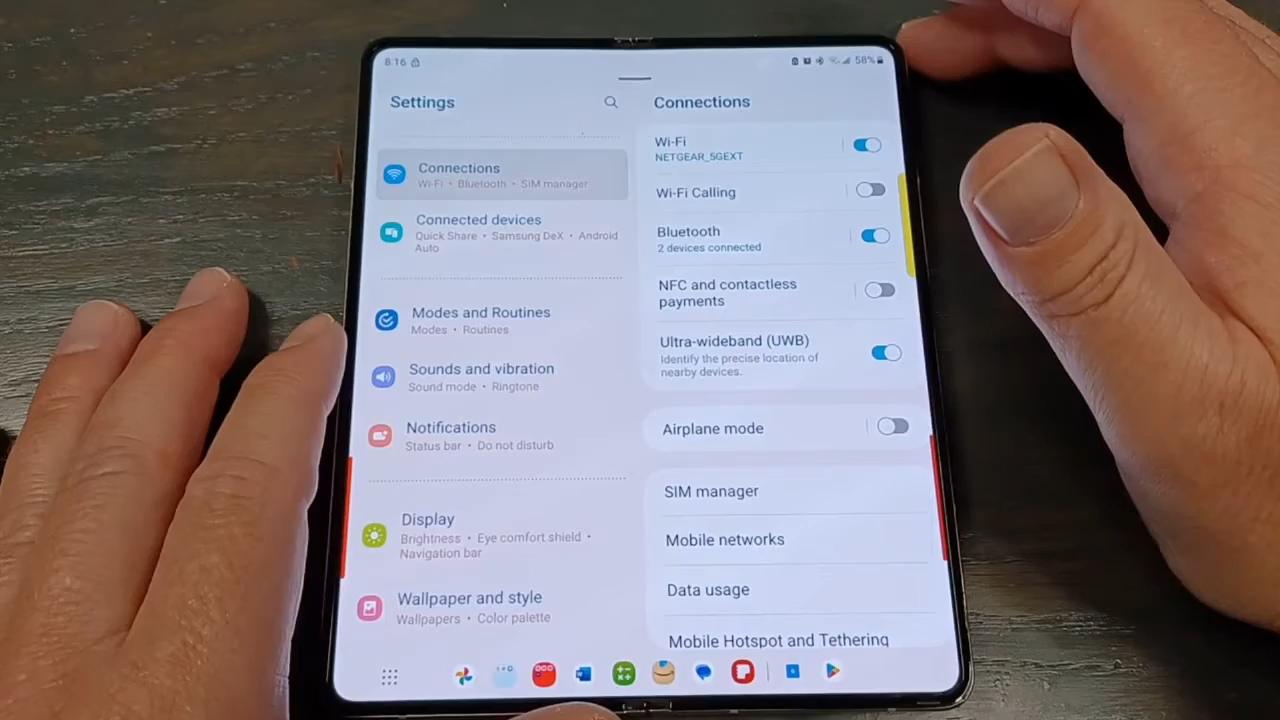 8:16
58%
Settings
Connections
Wi-Fi • Bluetooth • SIM manager
Connected devices
Quick Share • Samsung DeX • Android
Auto
Modes and Routines
Modes • Routines
Sounds and vibration
Sound mode • Ringtone
Notifications
Status bar • Do not disturb
Display
Brightness • Eye comfort shield •
Navigation bar
Wallpaper and style
Wallpapers • Color palette
Connections
Wi-Fi
NETGEAR_5GEXT
Wi-Fi Calling
Bluetooth
2 devices connected
NFC and contactless
payments
Ultra-wideband (UWB)
Identify the precise location of
nearby devices.
Airplane mode
SIM manager
Mobile networks
Data usage
Mobile Hotspot and Tethering